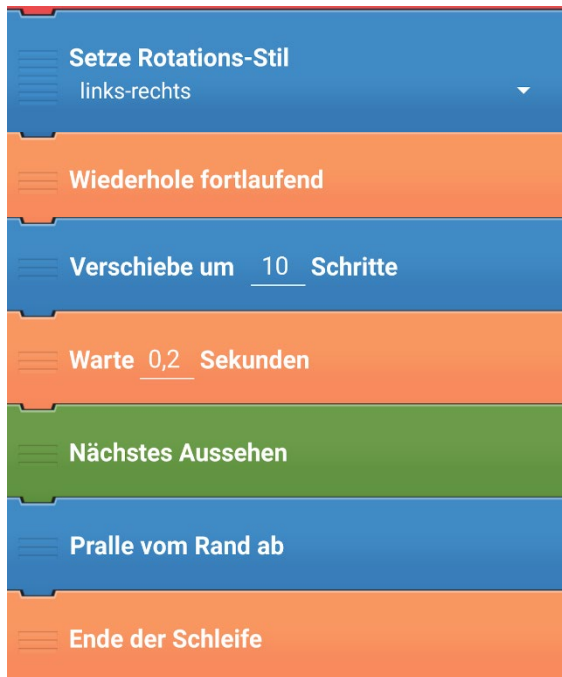 Setze Rotations-Stil
links-rechts
Wiederhole fortlaufend
Verschiebe um 10 Schritte
Warte 0,2 Sekunden
Nächstes Aussehen
Pralle vom Rand ab
Ende der Schleife